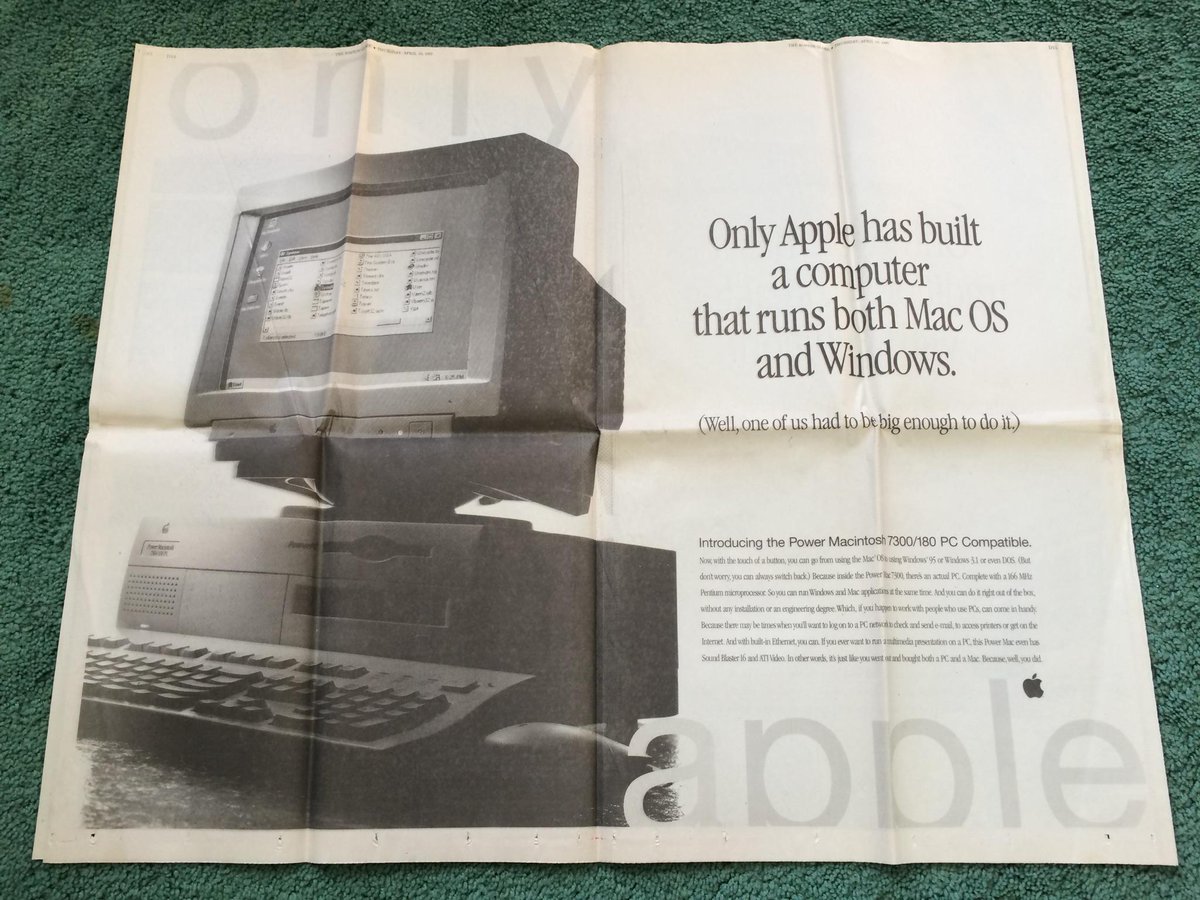 only
Only Apple has built
a computer
that runs both Mac OS
and Windows.
(Well, one of us had to be big enough to do it.)
Power Macintosh
Introducing the Power Macintosh 7300/180 PC Compatible.
Now, with the touch of a button, you can go from using the Mac OS to using Windows 95 or Windows 3.1 or even DOS. (But
don't worry, you can always switch back.) Because inside the Power Mac 7300, there's an actual PC. Complete with a 166 MHz
Pentium microprocessor. So you can run Windows and Mac applications at the same time. And you can do it right out of the box,
without any installation or an engineering degree. Which, if you happen to work with people who use PCs, can come in handy.
Because there may be times when you'll want to log on to a PC network to check and send e-mail, to access printers or get on the
Internet. And with built-in Ethernet, you can. If you ever want to run a multimedia presentation on a PC, this Power Mac even has
Sound Blaster 16 and ATI Video. In other words, it's just like you went out and bought both a PC and a Mac. Because, well, you did.
apple